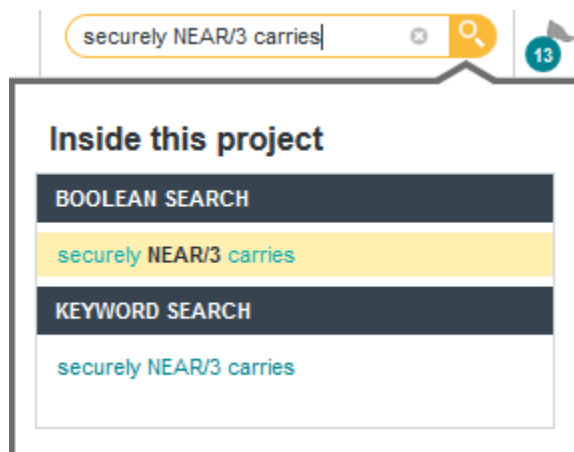 securely NEAR/3 carries
13
Inside this project
BOOLEAN SEARCH
securely NEAR/3 carries
KEYWORD SEARCH
securely NEAR/3 carries